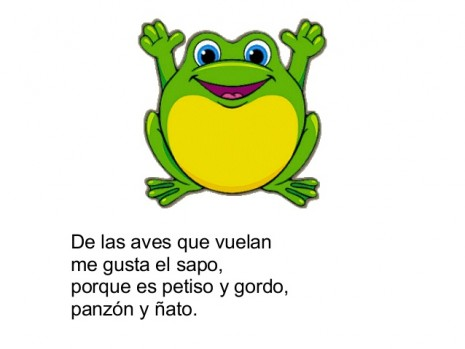 De las aves que vuelan
me gusta el sapo,
porque es petiso y gordo,
panzón y ñato.